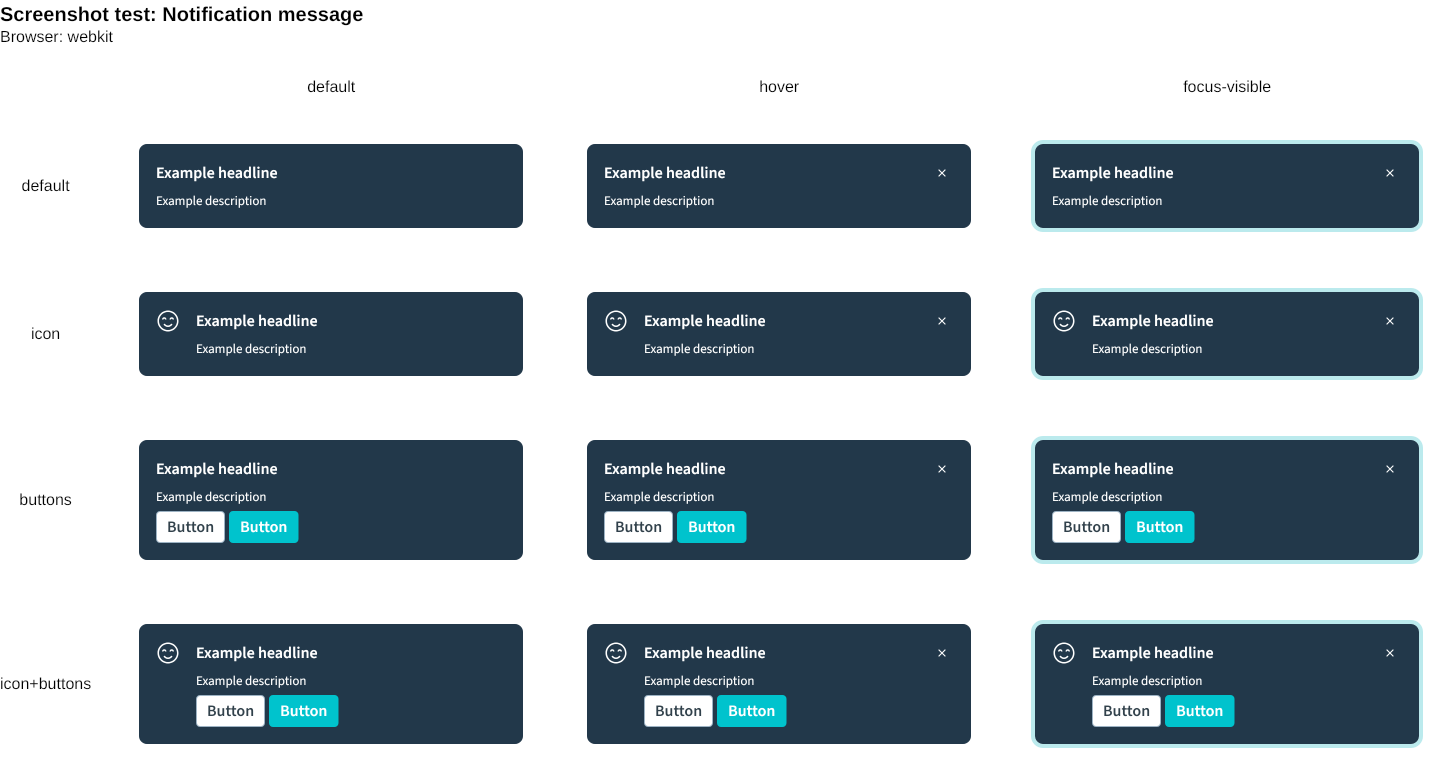 Screenshot test: Notification message
Browser: webkit
default hover focus-visible
default
Example headline
Example description
Example headline ×
Example description
Example headline ×
Example description
icon
Example headline
Example description
Example headline ×
Example description
Example headline ×
Example description
buttons
Example headline
Example description
Button Button
Example headline ×
Example description
Button Button
Example headline ×
Example description
Button Button
icon+buttons
Example headline
Example description
Button Button
Example headline ×
Example description
Button Button
Example headline ×
Example description
Button Button